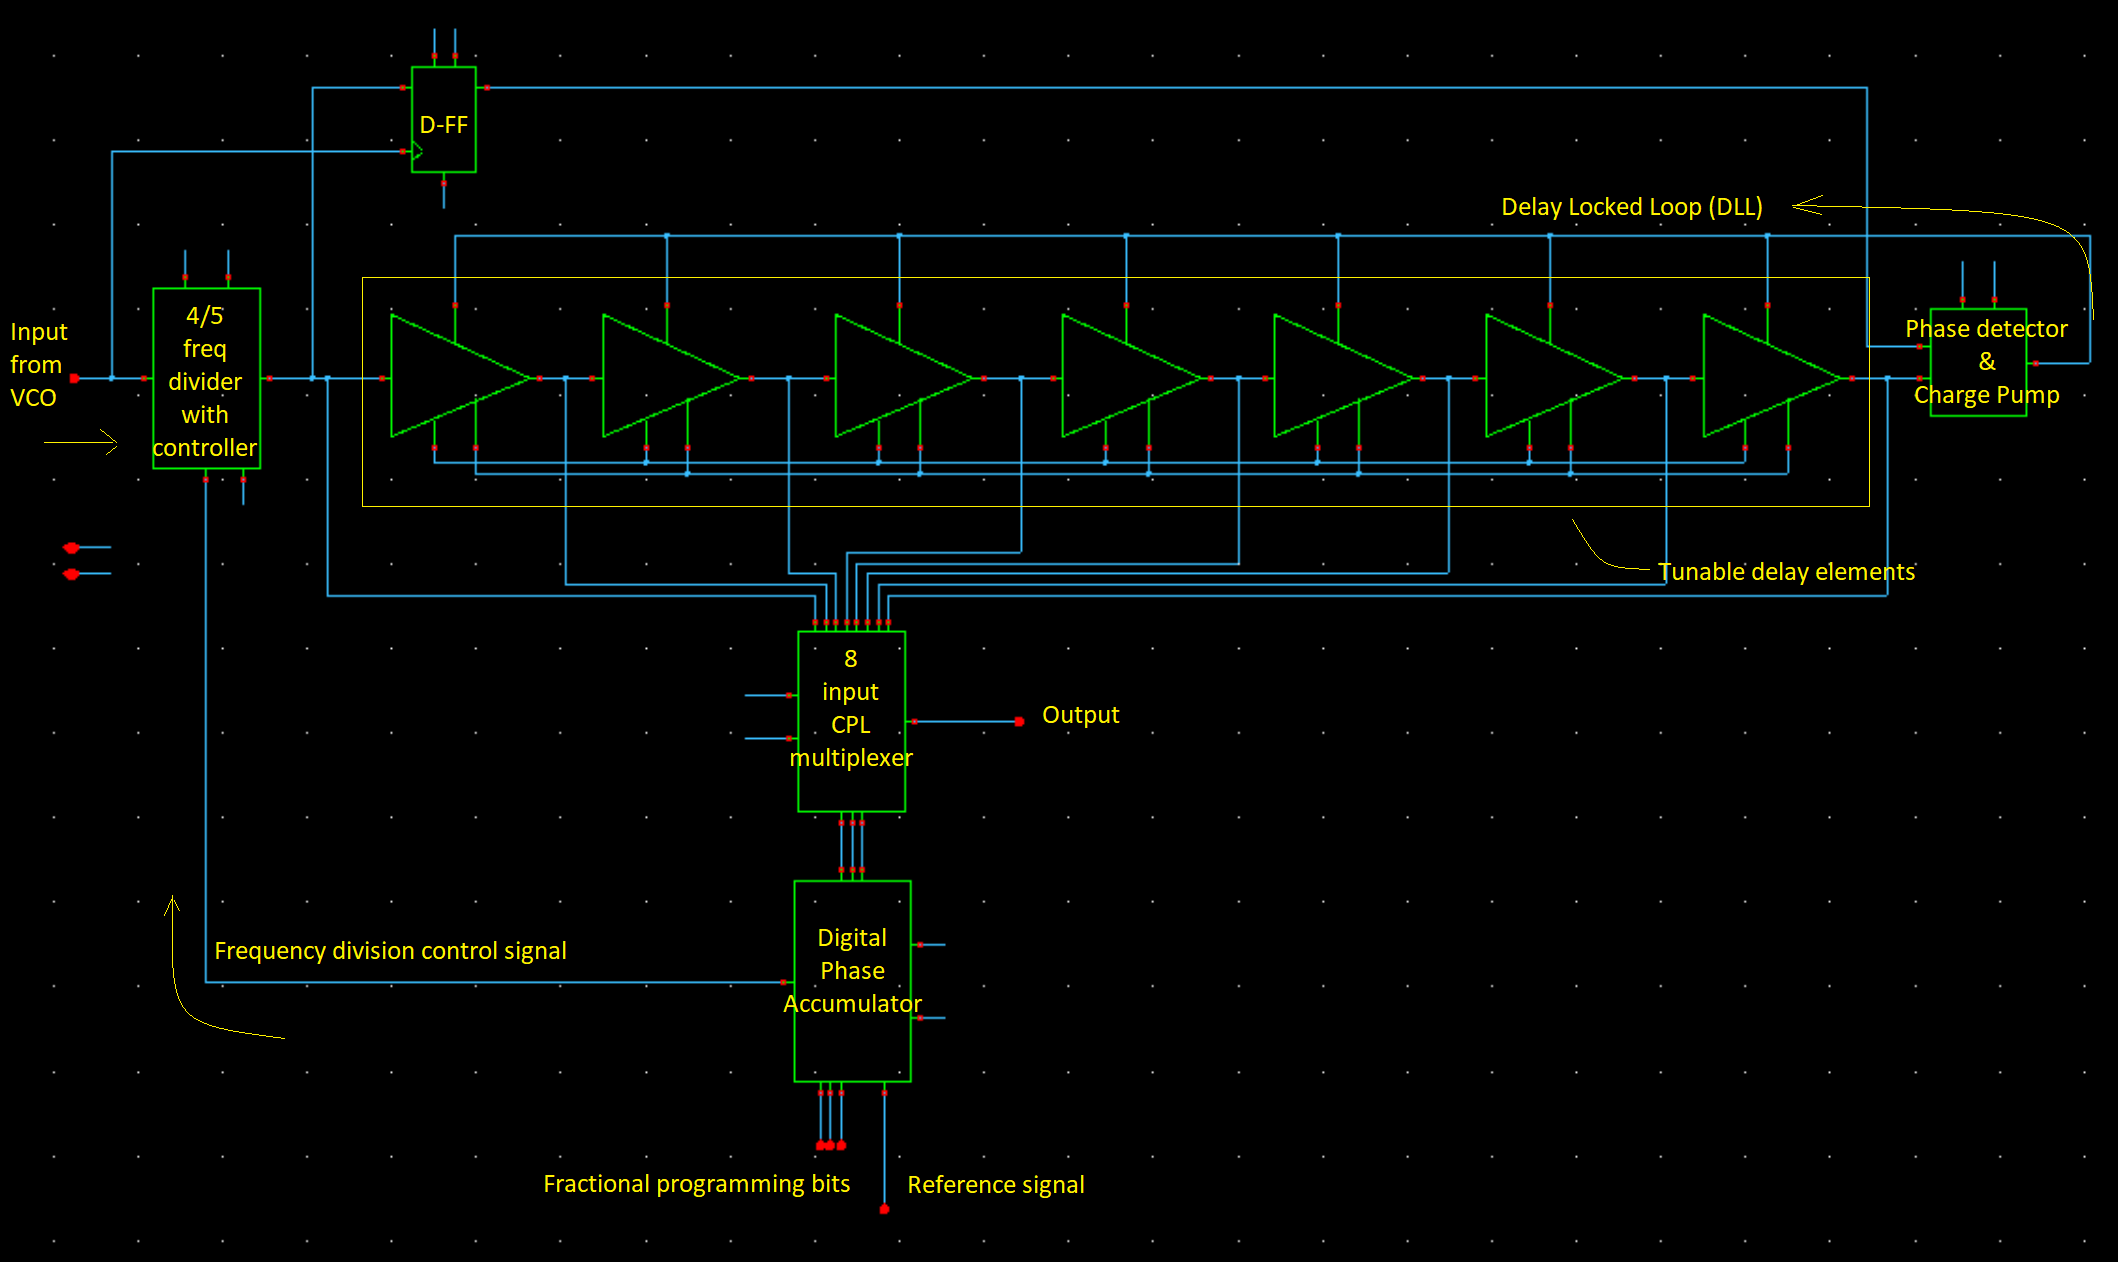 D-FF
Delay Locked Loop (DLL)
Input
from
VCO
4/5
freq
divider
with
controller
Phase detector
&
Charge Pump
Tunable delay elements
8
input
CPL
multiplexer
Output
Digital
Phase
Accumulator
Frequency division control signal
Fractional programming bits
Reference signal